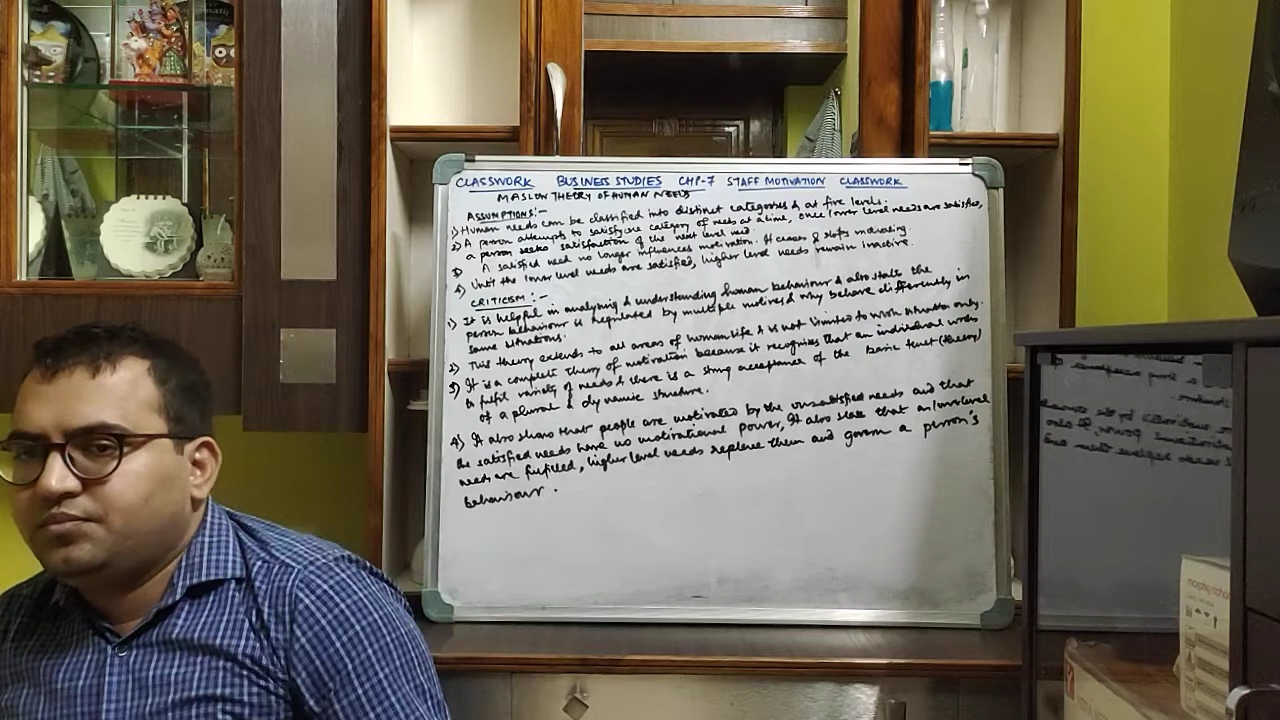 CLASSWORK BUSINESS STUDIES CHP-7 STAFF MOTIVATION CLASSWORK
MASLOW THEORY OF HUMAN NEEDS
ASSUMPTIONS:-
1) Human needs can be classified into distinct categories & at five levels.
2) A person attempts to satisfy one category of needs at a time, once lower level needs are satisfied,
a person seeks satisfaction of the next level need.
3) A satisfied need no longer influences motivation. It ceases & stops motivating.
4) Until the lower level needs are satisfied, higher level needs remain inactive.
CRITICISM:-
1) It is helpful in analysing & understanding human behaviour & also state the
person behaviour is regulated by multiple motives & why behave differently in
same situations.
2) This theory extends to all areas of human life & is not limited to work situation only.
3) It is a complete theory of motivation because it recognises that an individual works
to fulfil variety of needs & there is a strong acceptance of the basic tenet (theory)
of a plural & dynamic structure.
4) It also shows that people are motivated by the unsatisfied needs and that
the satisfied needs have no motivational power, It also state that as lower level
needs are fulfilled, higher level needs replace them and govern a person's
behaviour.
morphy richards